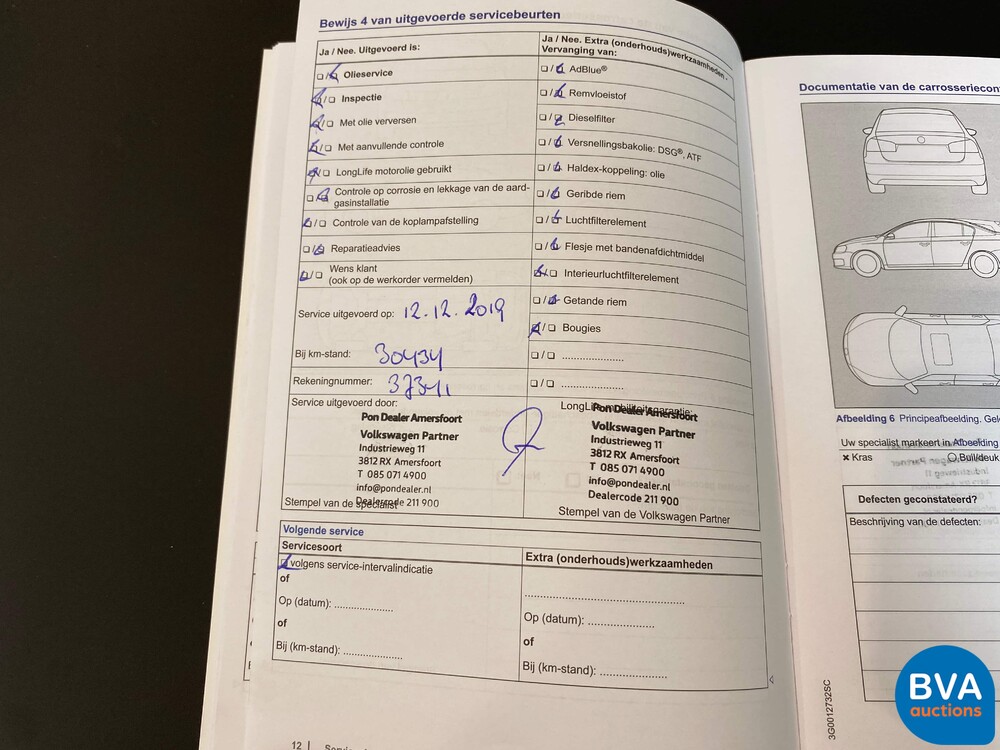 Bewijs 4 van uitgevoerde servicebeurten
Ja / Nee. Uitgevoerd is:
Olieservice
Inspectie
Met olie verversen
Met aanvullende controle
LongLife motorolie gebruikt
Controle op corrosie en lekkage van de aard-
gasinstallatie
Controle van de koplampafstelling
Reparatieadvies
Wens klant
(ook op de werkorder vermelden)
Service uitgevoerd op: 12.12.2019
Bij km-stand: 30434
Rekeningnummer:
Service uitgevoerd door:
Pon Dealer Amersfoort
Volkswagen Partner
Industrieweg 11
3812 RX Amersfoort
T 085 071 4900
info@pondealer.nl
Dealercode 211 900
Stempel van de specialist
Ja / Nee. Extra (onderhouds)werkzaamheden -
Vervanging van:
AdBlue®
Remvloeistof
Dieselfilter
Versnellingsbakolie: DSG®, ATF
Haldex-koppeling: olie
Geribde riem
Luchtfilterelement
Flesje met bandenafdichtmiddel
Interieurluchtfilterelement
Getande riem
Bougies
LongLife-mobiliteitsgarantie:
Pon Dealer Amersfoort
Volkswagen Partner
Industrieweg 11
3812 RX Amersfoort
T 085 071 4900
info@pondealer.nl
Dealercode 211 900
Stempel van de Volkswagen Partner
Volgende service
Servicesoort
volgens service-intervalindicatie
of
Op (datum): ....................
of
Bij (km-stand): ....................
Extra (onderhouds)werkzaamheden
Op (datum): ....................
of
Bij (km-stand): ....................
12
Documentatie van de carrosseriecon
Afbeelding 6 Principeafbeelding. Gel
Uw specialist markeert in Afbeelding
× Kras O Buil/deuk
Defecten geconstateerd?
Beschrijving van de defecten:
3G0012732SC
BVA
auctions